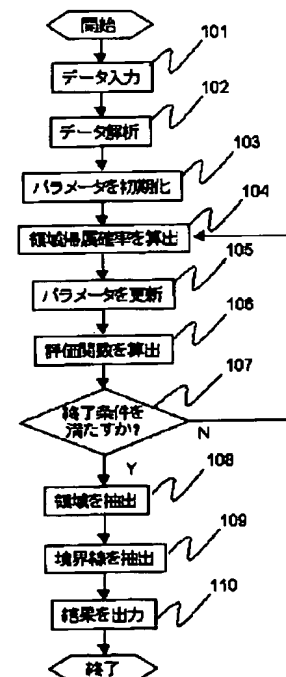 開始
101
データ入力
102
データ解析
103
パラメータを初期化
104
領域帰属確率を算出
105
パラメータを更新
106
評価関数を算出
107
終了条件を
満たすか?
N
Y
108
領域を抽出
109
境界線を抽出
110
結果を出力
終了